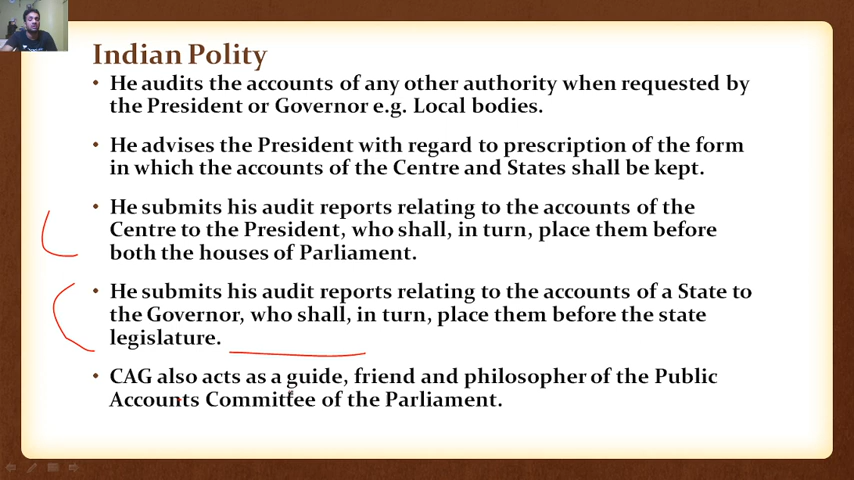 Indian Polity
• He audits the accounts of any other authority when requested by
the President or Governor e.g. Local bodies.
• He advises the President with regard to prescription of the form
in which the accounts of the Centre and States shall be kept.
• He submits his audit reports relating to the accounts of the
Centre to the President, who shall, in turn, place them before
both the houses of Parliament.
• He submits his audit reports relating to the accounts of a State to
the Governor, who shall, in turn, place them before the state
legislature.
• CAG also acts as a guide, friend and philosopher of the Public
Accounts Committee of the Parliament.